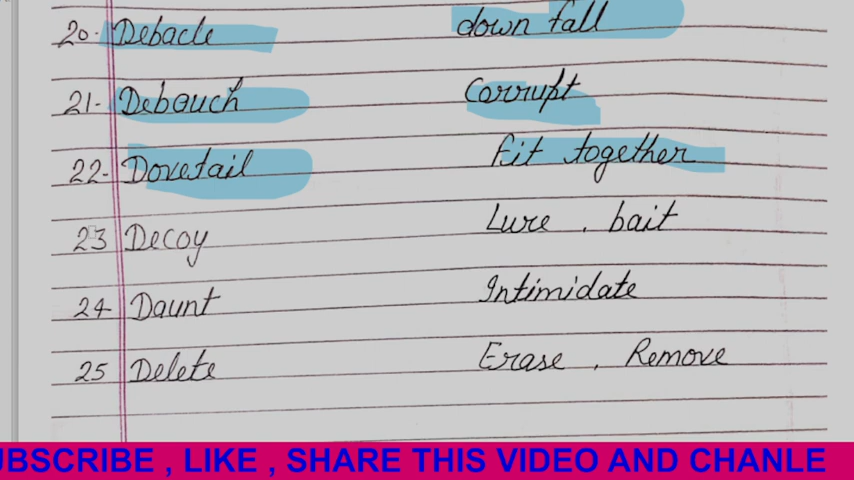 20. Debacle down fall
21- Debauch Corrupt
22- Dovetail Fit together
23 Decoy Lure , bait
24- Daunt Intimidate
25 Delete Erase , Remove
UBSCRIBE , LIKE , SHARE THIS VIDEO AND CHANLE